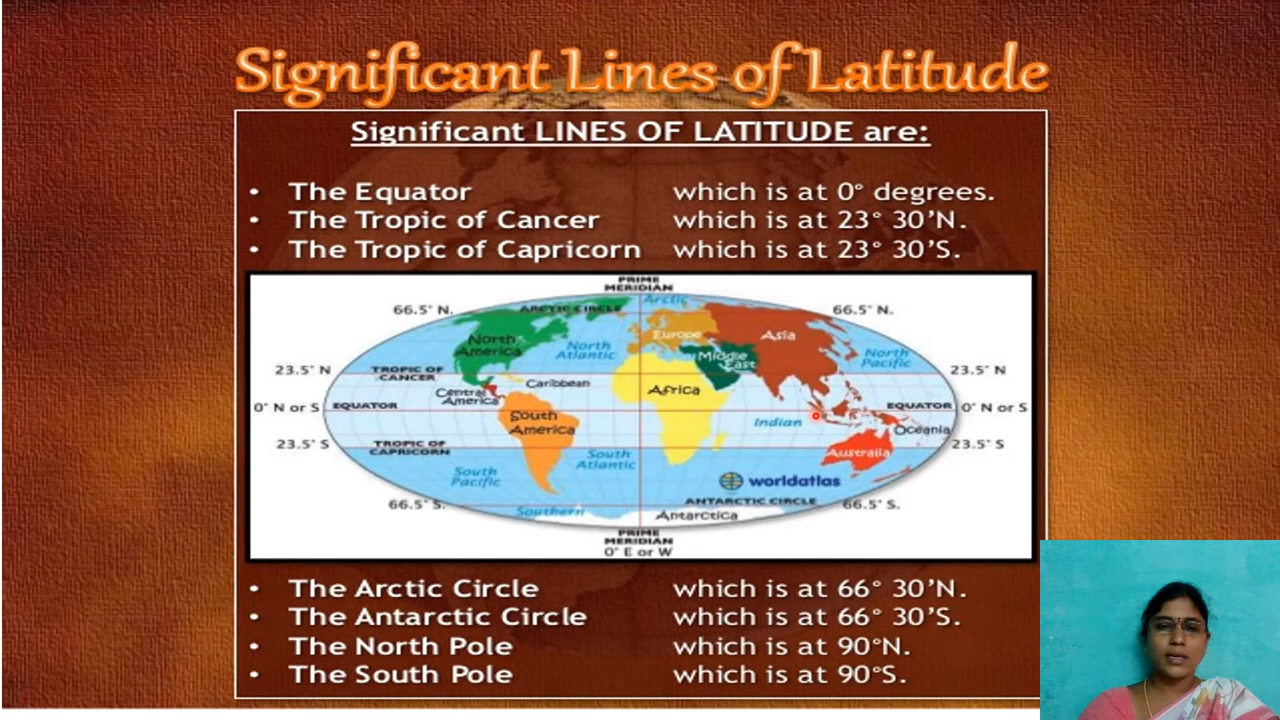 Significant Lines of Latitude
Significant LINES OF LATITUDE are:
• The Equator which is at 0° degrees.
• The Tropic of Cancer which is at 23° 30’N.
• The Tropic of Capricorn which is at 23° 30’S.
PRIME
MERIDIAN
Arctic
66.5° N. ARCTIC CIRCLE 66.5° N.
North
America
Europe
Asia
North
Atlantic
Middle
East
North
Pacific
23.5° N TROPIC OF
CANCER
23.5° N
Central
America
Caribbean
Africa
0° N or S EQUATOR EQUATOR 0° N or S
South
America
Indian
Oceania
23.5° S TROPIC OF
CAPRICORN
23.5° S
South
Atlantic
Australia
South
Pacific
worldatlas
66.5° S. ANTARCTIC CIRCLE 66.5° S.
Southern
Antarctica
PRIME
MERIDIAN
0° E or W
• The Arctic Circle which is at 66° 30’N.
• The Antarctic Circle which is at 66° 30’S.
• The North Pole which is at 90°N.
• The South Pole which is at 90°S.